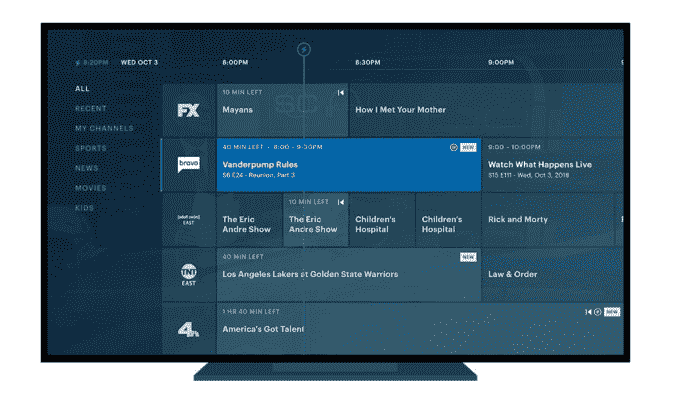 8:20PM WED OCT 3 8:00PM 8:30PM 9:00PM
ALL
RECENT
MY CHANNELS
SPORTS
NEWS
MOVIES
KIDS
FX
10 MIN LEFT
Mayans
How I Met Your Mother
bravo
40 MIN LEFT · 8:00 - 9:00PM NEW
Vanderpump Rules
S6 E24 - Reunion, Part 3
9:00 - 10:00PM
Watch What Happens Live
S15 E111 - Wed, Oct 3, 2018
[adult swim]
EAST
The Eric
Andre Show
10 MIN LEFT
The Eric
Andre Show
Children's
Hospital
Children's
Hospital
Rick and Morty
TNT
EAST
40 MIN LEFT NEW
Los Angeles Lakers at Golden State Warriors
Law & Order
4
1 HR 40 MIN LEFT NEW
America's Got Talent